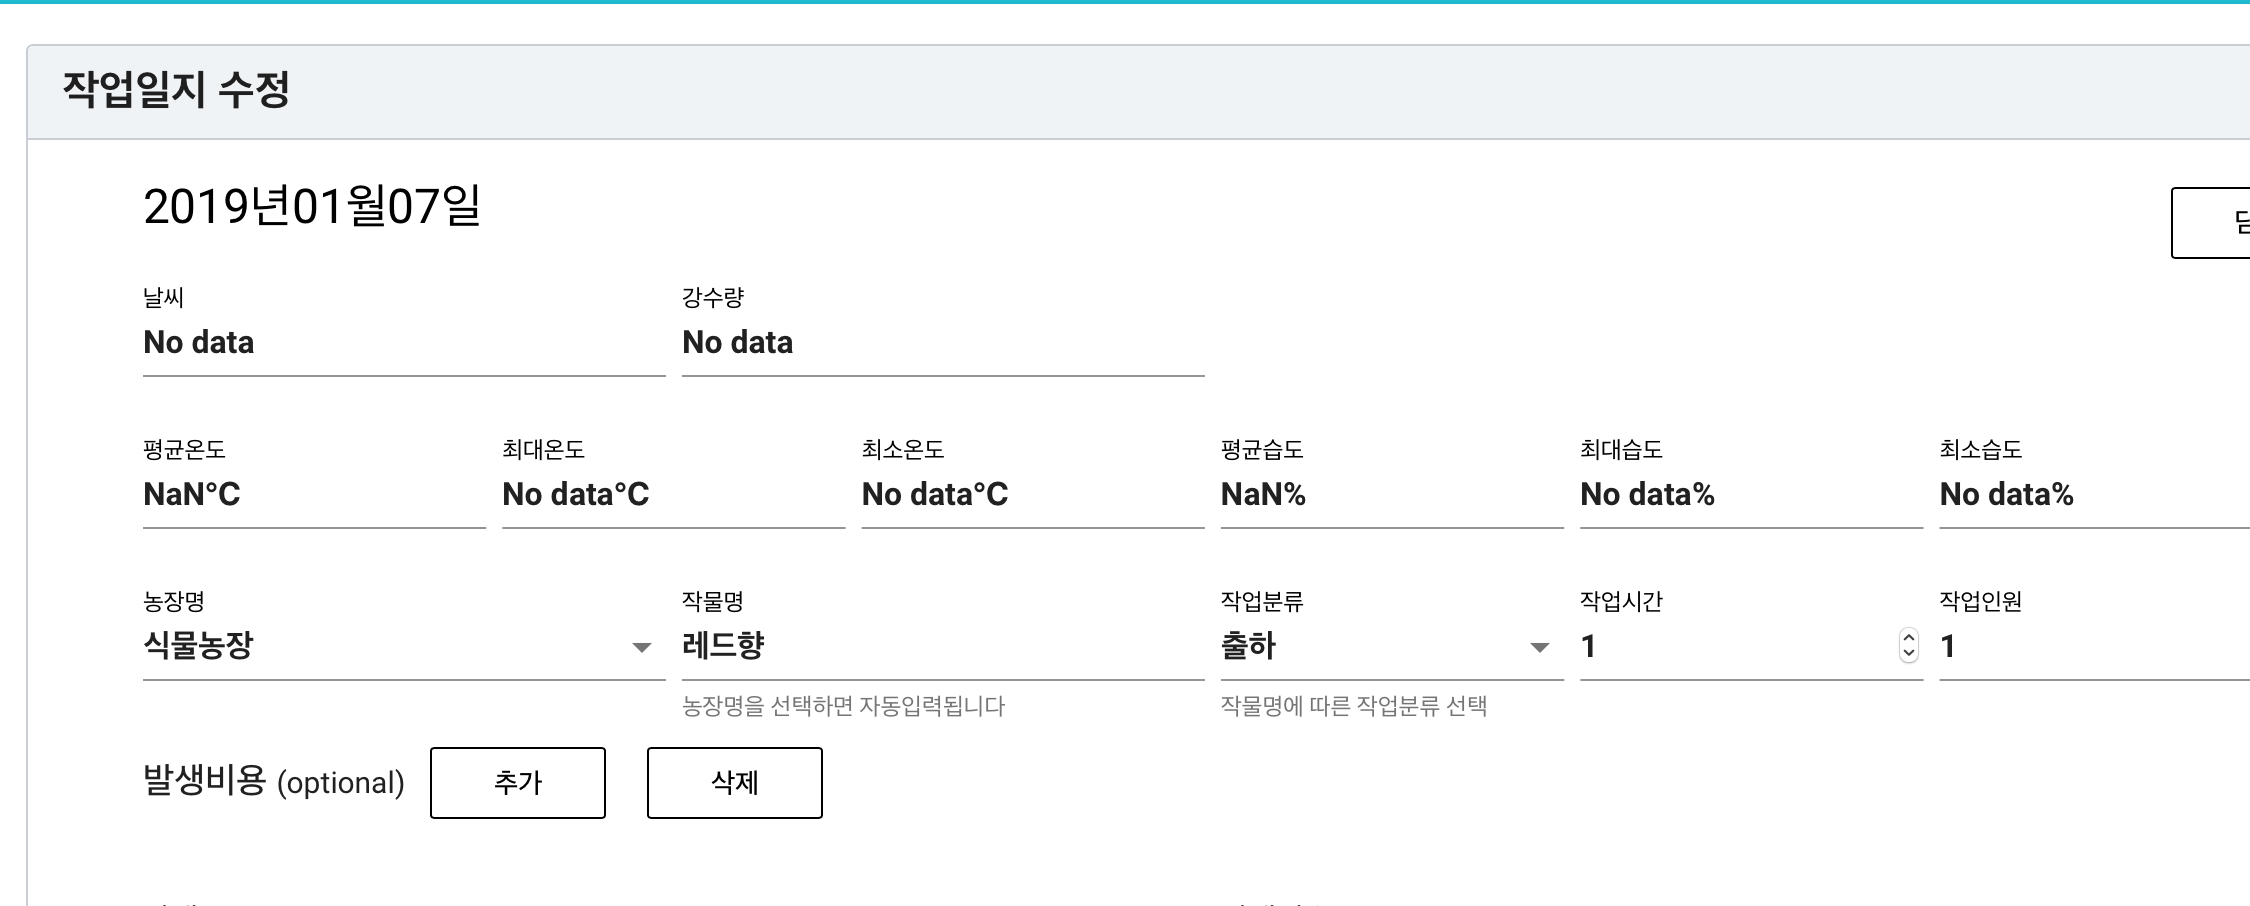 작업일지 수정
2019년01월07일
날씨 강수량
No data No data
평균온도 최대온도 최소온도 평균습도 최대습도 최소습도
NaN°C No data°C No data°C NaN% No data% No data%
농장명 작물명 작업분류 작업시간 작업인원
식물농장 레드향 출하 1 1
농장명을 선택하면 자동입력됩니다 작물명에 따른 작업분류 선택
발생비용 (optional) 추가 삭제